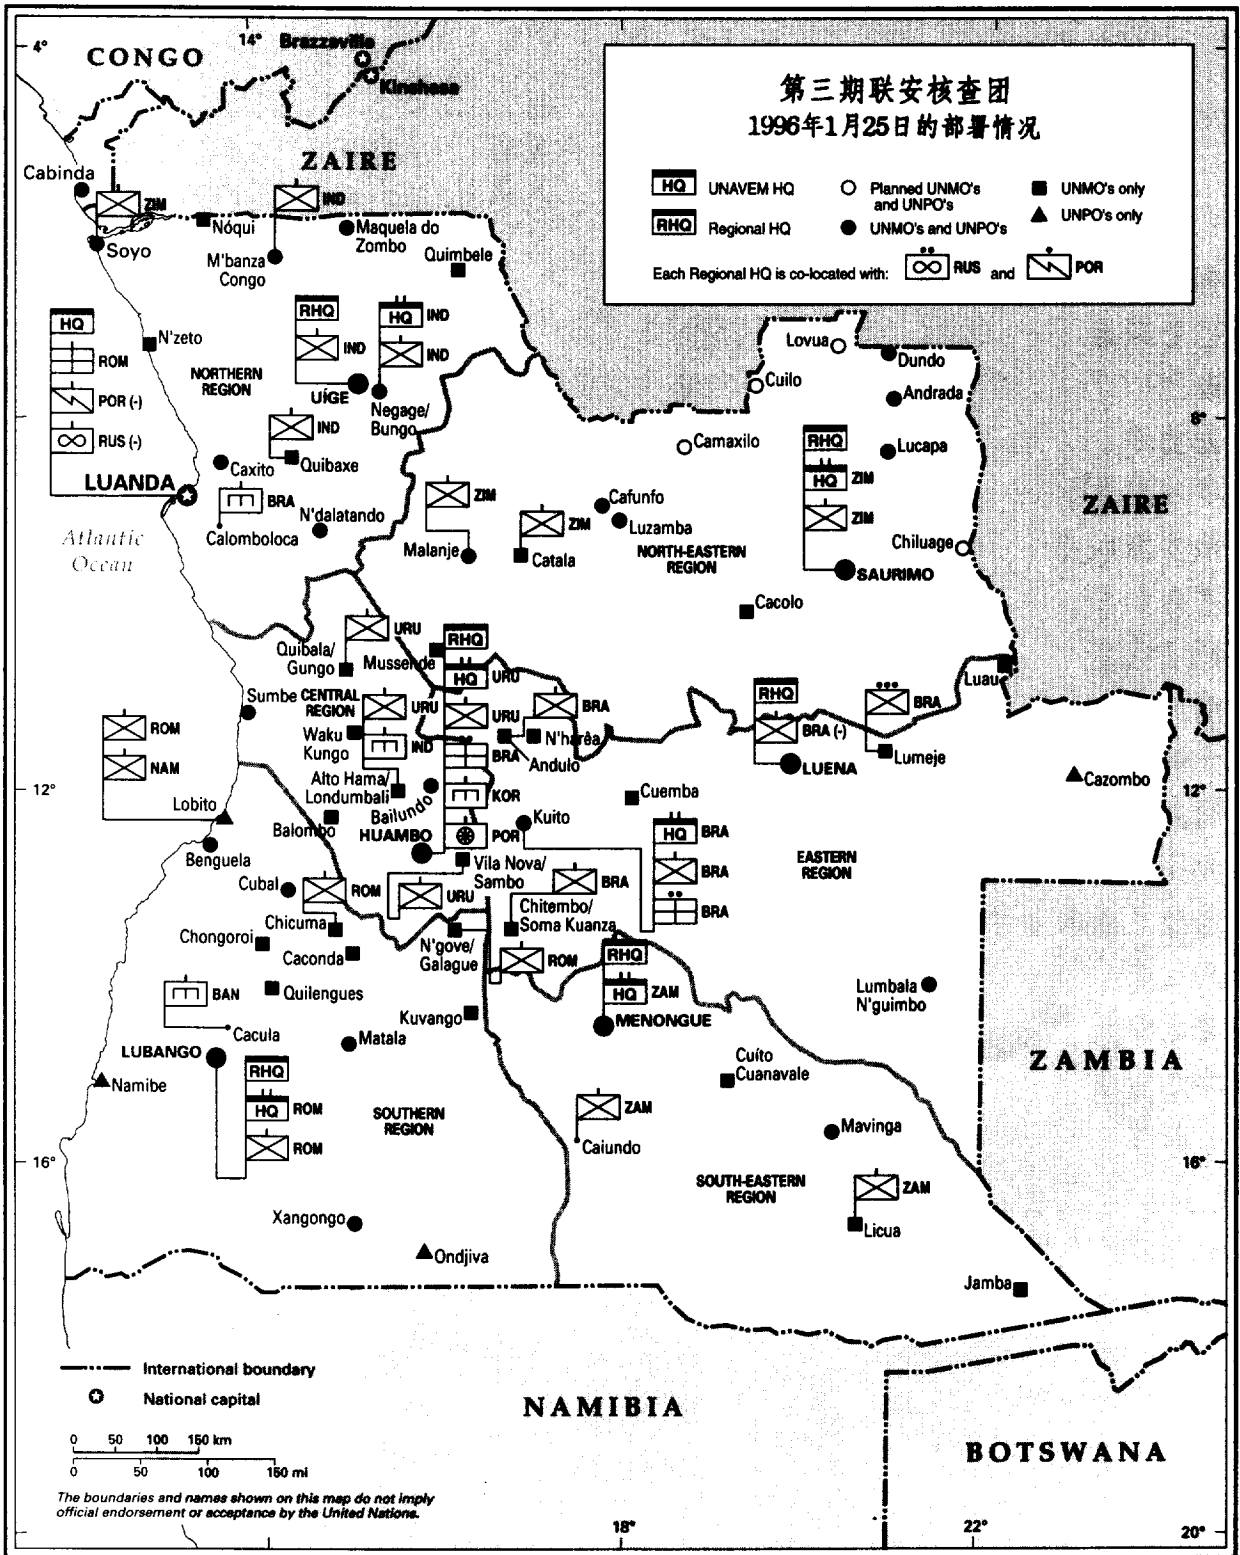 4°
14°
CONGO
Brazzaville
Kinshasa
第三期联安核查团
1996年1月25日的部署情况
HQ UNAVEM HQ
Planned UNMO's
and UNPO's
UNMO's only
RHQ Regional HQ
UNMO's and UNPO's
UNPO's only
Each Regional HQ is co-located with: RUS and POR
ZAIRE
Cabinda
ZIM
IND
Soyo
Nóqui
M'banza
Congo
Maquela do
Zombo
Quimbele
HQ
ROM
POR (-)
RUS (-)
N'zeto
NORTHERN
REGION
RHQ
IND
UÍGE
HQ IND
IND
Negage/
Bungo
IND
Quibaxe
Lovua
Dundo
Cuilo
Andrada
Camaxilo
Lucapa
8°
RHQ
HQ ZIM
ZIM
SAURIMO
ZAIRE
LUANDA
Caxito
BRA
Calomboloca
N'dalatando
Atlantic
Ocean
ZIM
Malanje
ZIM
Catala
Cafunfo
Luzamba
NORTH-EASTERN
REGION
Chiluage
Cacolo
URU
Quibala/
Gungo
Mussende
RHQ
HQ URU
URU
BRA
KOR
POR
HUAMBO
Luau
Sumbe
CENTRAL
REGION
URU
Waku
Kungo
IND
Alto Hama/
Londumbali
Bailundo
BRA
N'harêa
Andulo
RHQ
BRA (-)
LUENA
BRA
Lumeje
Cazombo
ROM
NAM
Lobito
12°
12°
Cuemba
Kuito
Balombo
Benguela
Vila Nova/
Sambo
HQ BRA
BRA
BRA
EASTERN
REGION
Cubal
ROM
Chicuma
URU
BRA
Chitembo/
Soma Kuanza
Chongoroi
Caconda
N'gove/
Galague
ROM
RHQ
HQ ZAM
MENONGUE
BAN
Cacula
Quilengues
Kuvango
Lumbala
N'guimbo
LUBANGO
Matala
Namibe
Cuíto
Cuanavale
ZAMBIA
RHQ
HQ ROM
ROM
SOUTHERN
REGION
ZAM
Caiundo
Mavinga
16°
16°
SOUTH-EASTERN
REGION
ZAM
Licua
Xangongo
Ondjiva
Jamba
International boundary
National capital
NAMIBIA
BOTSWANA
0 50 100 150 km
0 50 100 150 mi
The boundaries and names shown on this map do not imply
official endorsement or acceptance by the United Nations.
18°
22°
20°